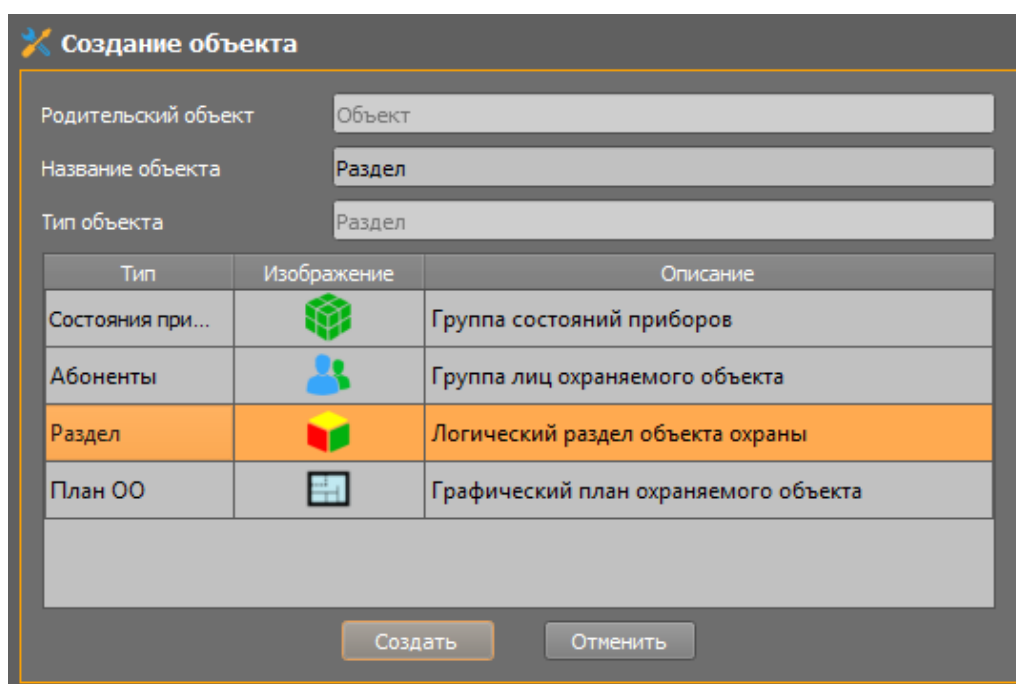 Создание объекта
Родительский объект Объект
Название объекта Раздел
Тип объекта Раздел
Тип Изображение Описание
Состояния при... Группа состояний приборов
Абоненты Группа лиц охраняемого объекта
Раздел Логический раздел объекта охраны
План ОО Графический план охраняемого объекта
Создать Отменить